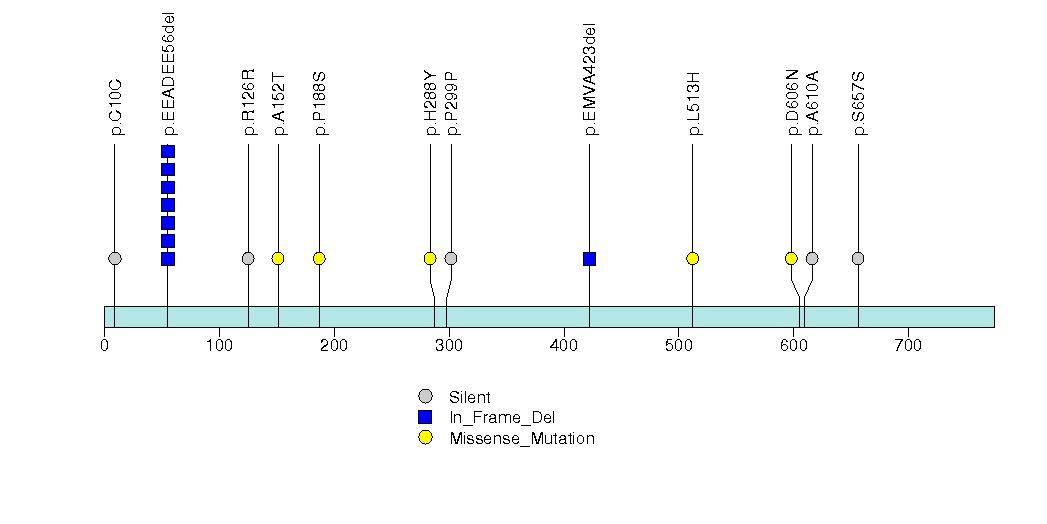 p.C10C
p.EEADEE56del
p.R126R
p.A152T
p.P188S
p.H288Y
p.P299P
p.EMVA423del
p.L513H
p.D606N
p.A610A
p.S657S
0 100 200 300 400 500 600 700
Silent
In_Frame_Del
Missense_Mutation